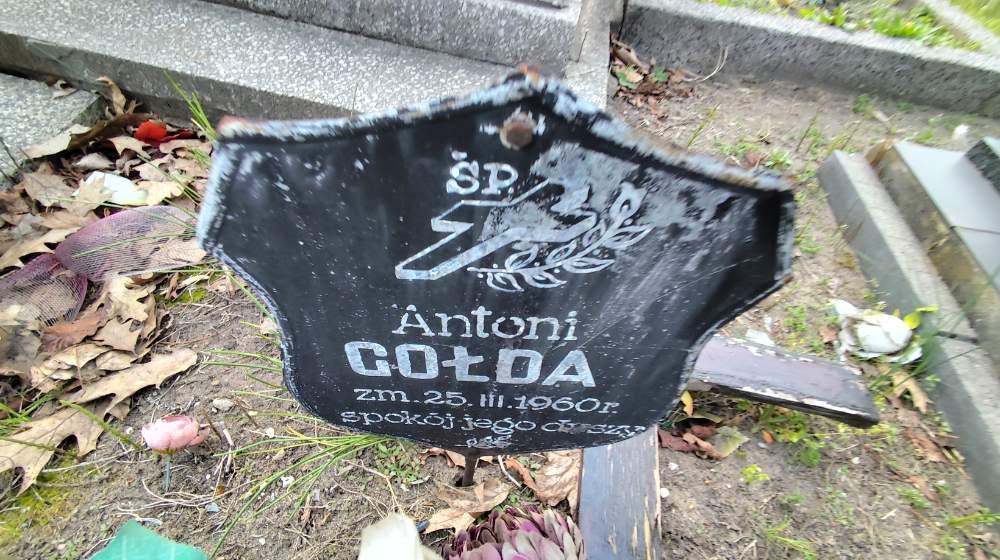 ŚP.
Antoni
GOŁDA
zm. 25. III. 1960r.
spokój jego duszy